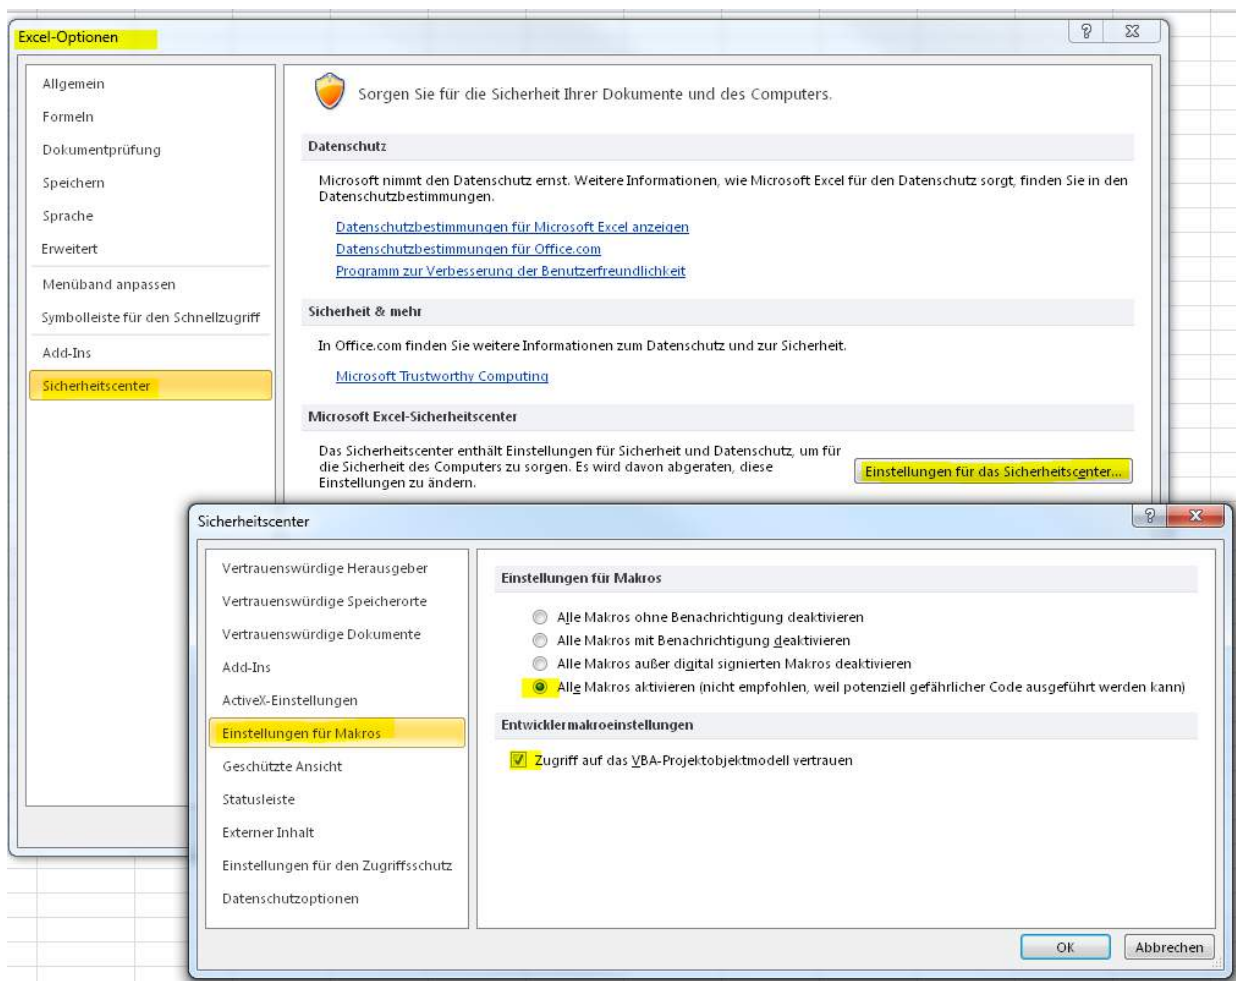 Excel-Optionen
Allgemein
Formeln
Dokumentprüfung
Speichern
Sprache
Erweitert
Menüband anpassen
Symbolleiste für den Schnellzugriff
Add-Ins
Sicherheitscenter
Sorgen Sie für die Sicherheit Ihrer Dokumente und des Computers.
Datenschutz
Microsoft nimmt den Datenschutz ernst. Weitere Informationen, wie Microsoft Excel für den Datenschutz sorgt, finden Sie in den
Datenschutzbestimmungen.
Datenschutzbestimmungen für Microsoft Excel anzeigen
Datenschutzbestimmungen für Office.com
Programm zur Verbesserung der Benutzerfreundlichkeit
Sicherheit & mehr
In Office.com finden Sie weitere Informationen zum Datenschutz und zur Sicherheit.
Microsoft Trustworthy Computing
Microsoft Excel-Sicherheitscenter
Das Sicherheitscenter enthält Einstellungen für Sicherheit und Datenschutz, um für
die Sicherheit des Computers zu sorgen. Es wird davon abgeraten, diese
Einstellungen zu ändern.
Einstellungen für das Sicherheitscenter...
Sicherheitscenter
Vertrauenswürdige Herausgeber
Vertrauenswürdige Speicherorte
Vertrauenswürdige Dokumente
Add-Ins
ActiveX-Einstellungen
Einstellungen für Makros
Geschützte Ansicht
Statusleiste
Externer Inhalt
Einstellungen für den Zugriffsschutz
Datenschutzoptionen
Einstellungen für Makros
Alle Makros ohne Benachrichtigung deaktivieren
Alle Makros mit Benachrichtigung deaktivieren
Alle Makros außer digital signierten Makros deaktivieren
Alle Makros aktivieren (nicht empfohlen, weil potenziell gefährlicher Code ausgeführt werden kann)
Entwicklermakroeinstellungen
Zugriff auf das VBA-Projektobjektmodell vertrauen
OK
Abbrechen